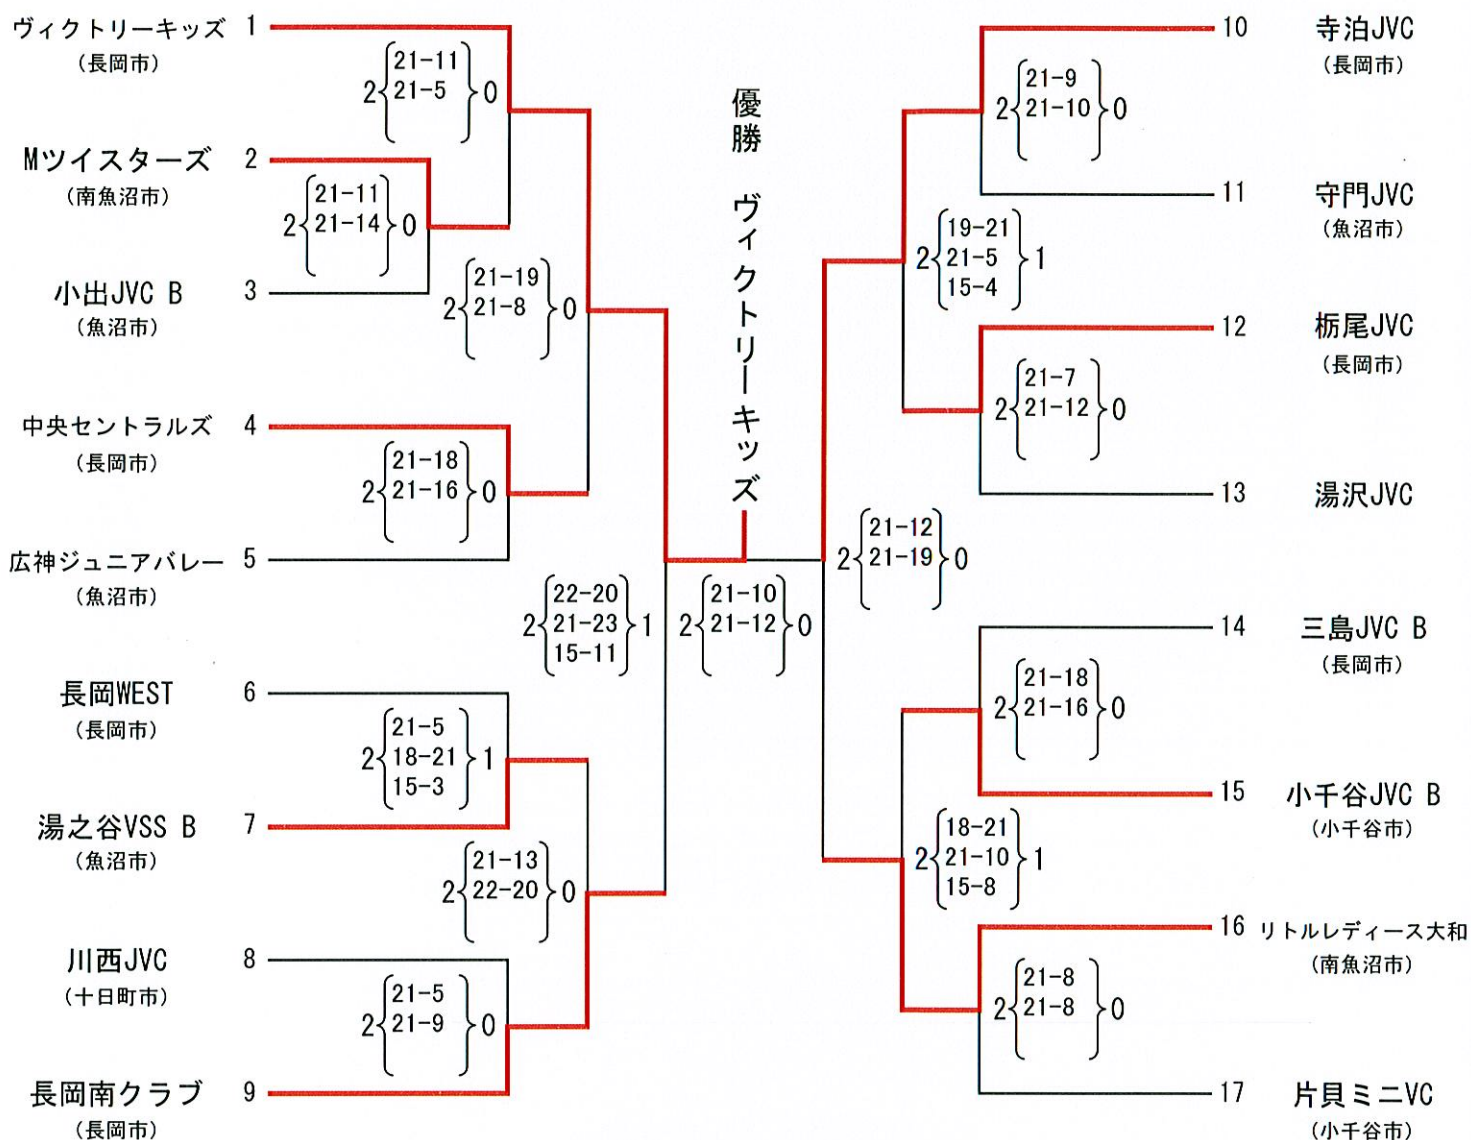 ヴィクトリーキッズ 1
(長岡市)
2 21-11 0
21-5
Mツイスターズ 2
(南魚沼市)
2 21-11 0
21-14
小出JVC B 3
(魚沼市)
2 21-19 0
21-8
中央セントラルズ 4
(長岡市)
2 21-18 0
21-16
広神ジュニアバレー 5
(魚沼市)
2 22-20 1
21-23
15-11
長岡WEST 6
(長岡市)
2 21-5 1
18-21
15-3
湯之谷VSS B 7
(魚沼市)
2 21-13 0
22-20
川西JVC 8
(十日町市)
2 21-5 0
21-9
長岡南クラブ 9
(長岡市)
優勝 ヴィクトリーキッズ
2 21-10 0
21-12
10 寺泊JVC
(長岡市)
2 21-9 0
21-10
11 守門JVC
(魚沼市)
2 19-21 1
21-5
15-4
12 栃尾JVC
(長岡市)
2 21-7 0
21-12
13 湯沢JVC
2 21-12 0
21-19
14 三島JVC B
(長岡市)
2 21-18 0
21-16
15 小千谷JVC B
(小千谷市)
2 18-21 1
21-10
15-8
16 リトルレディース大和
(南魚沼市)
2 21-8 0
21-8
17 片貝ミニVC
(小千谷市)